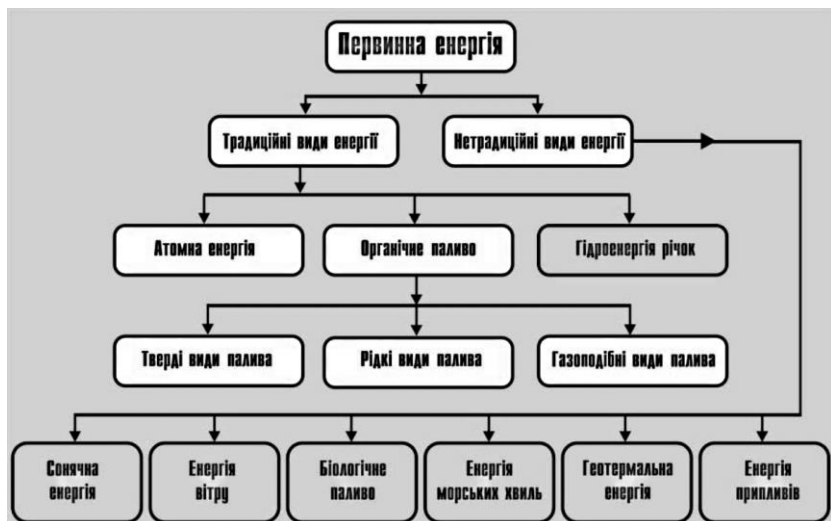 Первинна енергія
Традиційні види енергії
Нетрадиційні види енергії
Атомна енергія
Органічне паливо
Гідроенергія річок
Тверді види палива
Рідкі види палива
Газоподібні види палива
Сонячна
енергія
Енергія
вітру
Біологічне
паливо
Енергія
морських хвиль
Геотермальна
енергія
Енергія
припливів